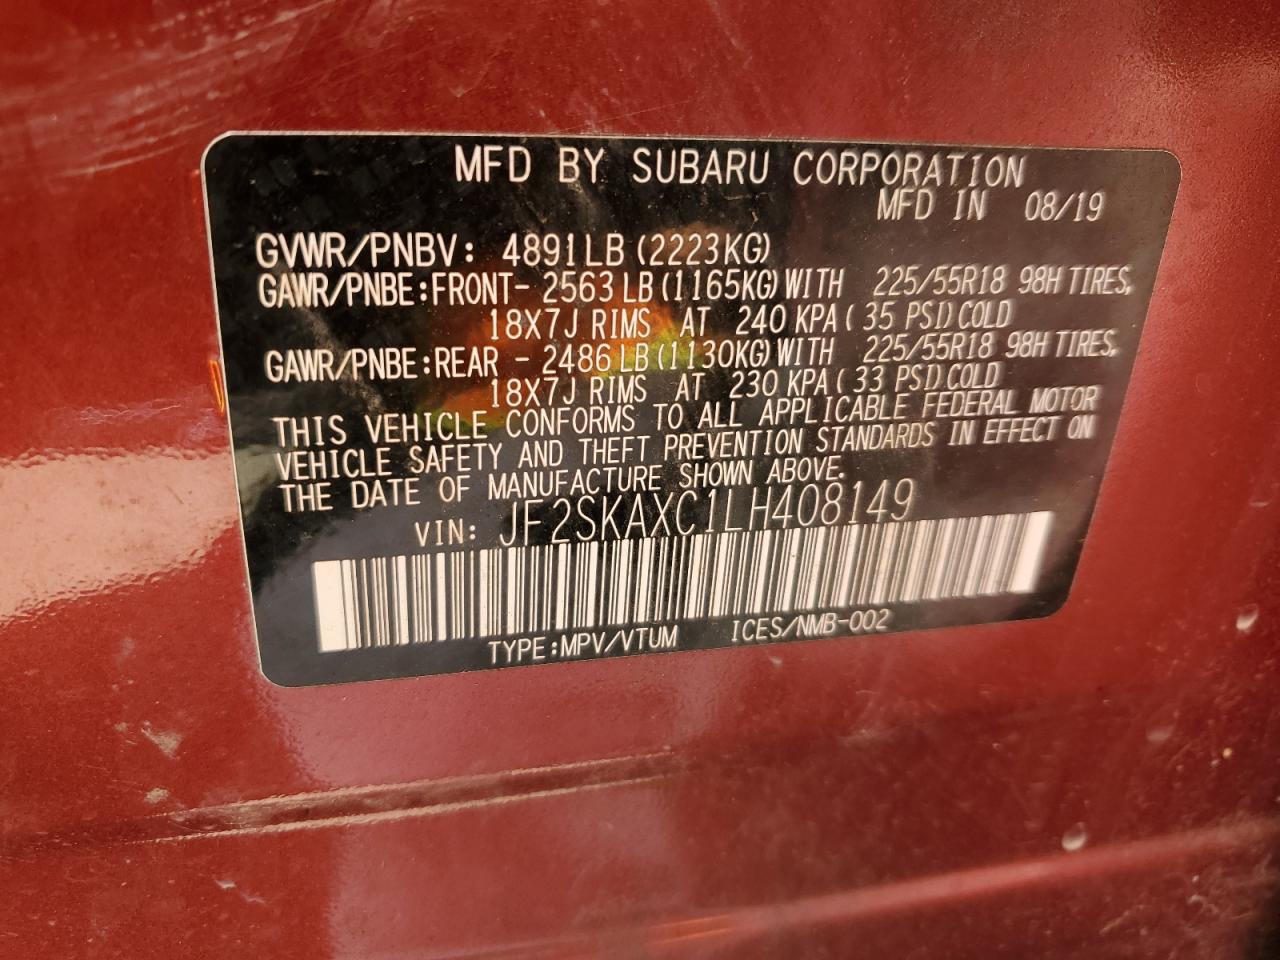 MFD BY SUBARU CORPORATION
MFD IN 08/19
GVWR/PNBV: 4891LB (2223KG)
GAWR/PNBE:FRONT- 2563 LB (1165KG) WITH 225/55R18 98H TIRES,
18X7J RIMS AT 240 KPA ( 35 PSI) COLD
GAWR/PNBE:REAR - 2486 LB (1130KG) WITH 225/55R18 98H TIRES,
18X7J RIMS AT 230 KPA ( 33 PSI) COLD
THIS VEHICLE CONFORMS TO ALL APPLICABLE FEDERAL MOTOR
VEHICLE SAFETY AND THEFT PREVENTION STANDARDS IN EFFECT ON
THE DATE OF MANUFACTURE SHOWN ABOVE.
VIN: JF2SKAXC1LH408149
TYPE:MPV/VTUM ICES/NMB-002